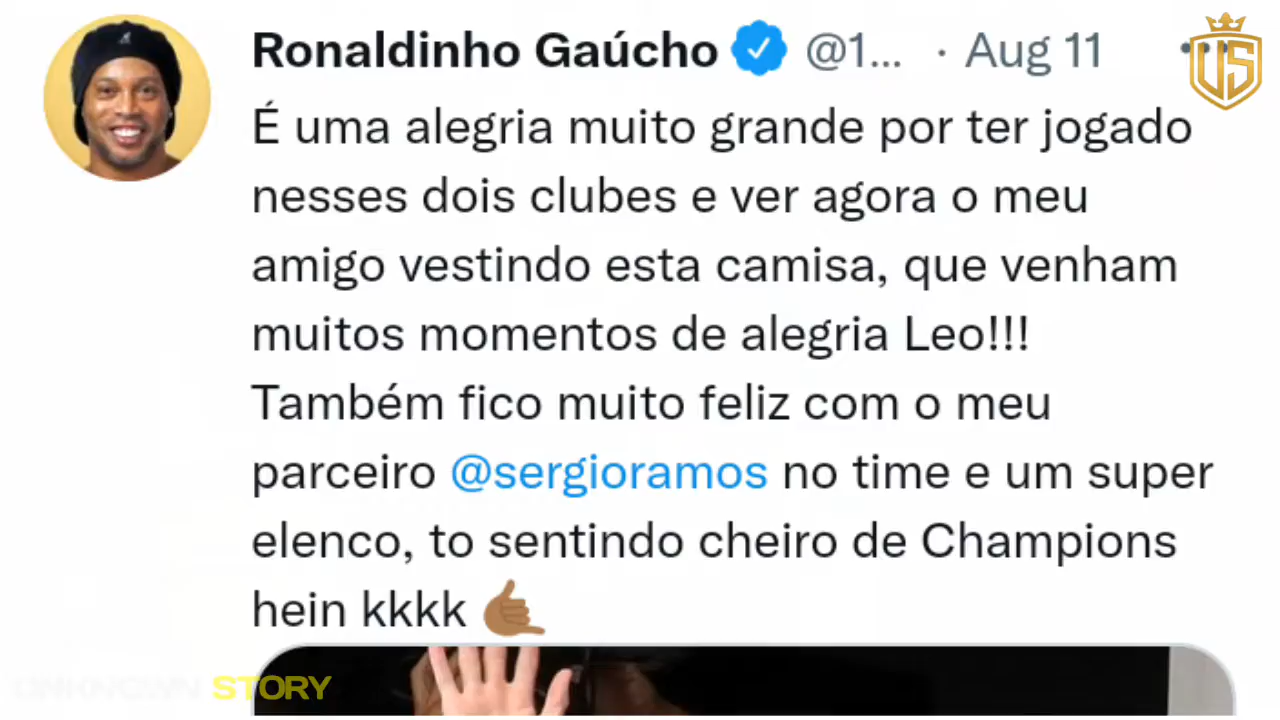 Ronaldinho Gaúcho @1... · Aug 11
É uma alegria muito grande por ter jogado
nesses dois clubes e ver agora o meu
amigo vestindo esta camisa, que venham
muitos momentos de alegria Leo!!!
Também fico muito feliz com o meu
parceiro @sergioramos no time e um super
elenco, to sentindo cheiro de Champions
hein kkkk 🤙🏾
UNKNOWN STORY
US